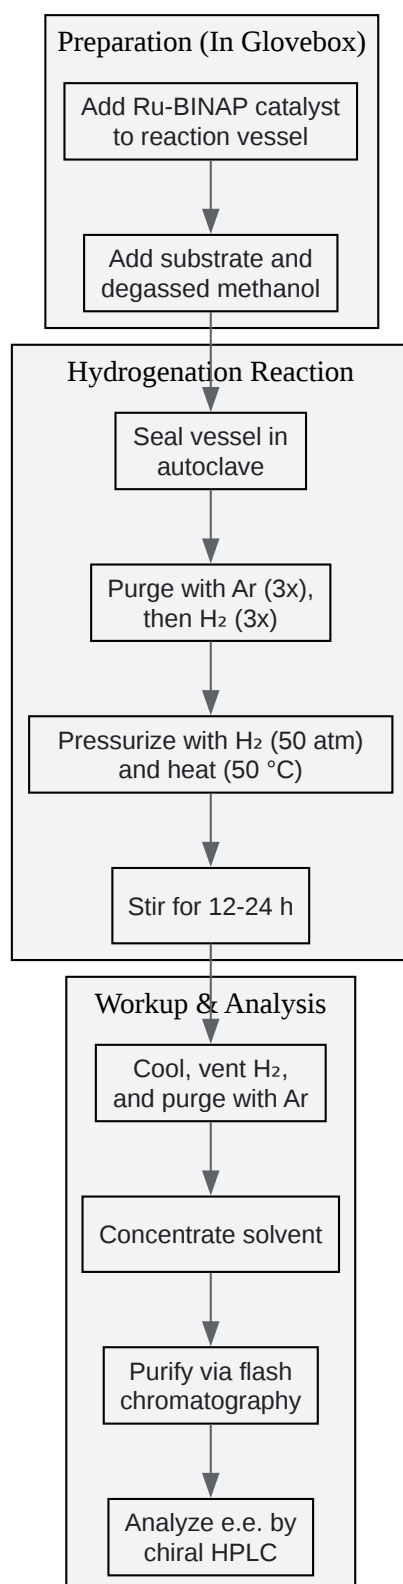 Preparation (In Glovebox)
Add Ru-BINAP catalyst
to reaction vessel
Add substrate and
degassed methanol
Hydrogenation Reaction
Seal vessel in
autoclave
Purge with Ar (3x),
then H₂ (3x)
Pressurize with H₂ (50 atm)
and heat (50 °C)
Stir for 12-24 h
Workup & Analysis
Cool, vent H₂,
and purge with Ar
Concentrate solvent
Purify via flash
chromatography
Analyze e.e. by
chiral HPLC